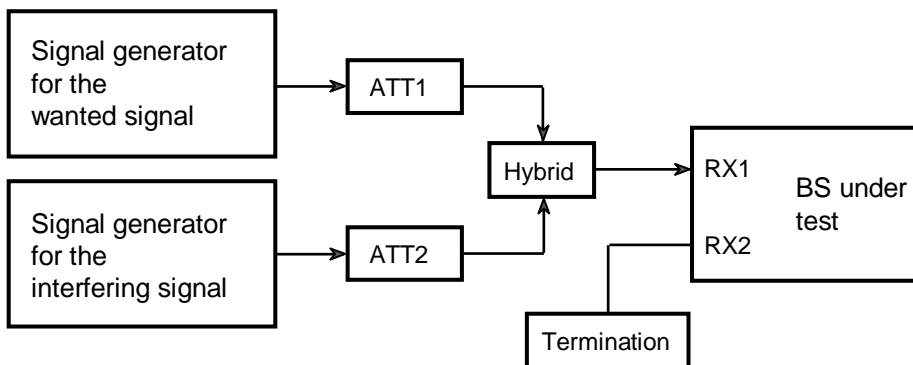 Signal generator
for the
wanted signal
ATT1
Hybrid
RX1
BS under
test
RX2
Signal generator
for the
interfering signal
ATT2
Termination